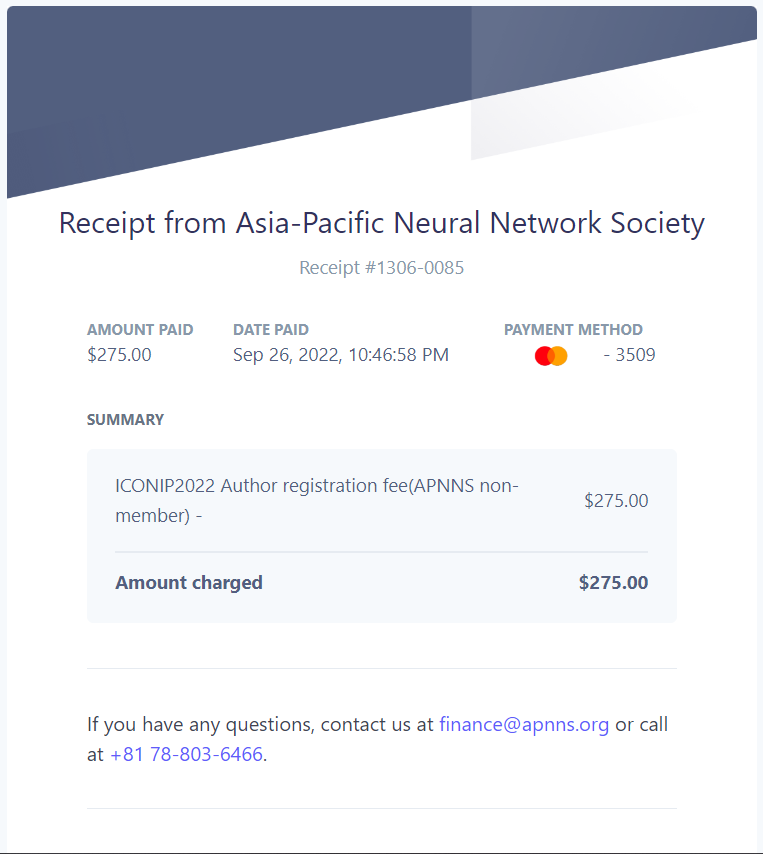 Receipt from Asia-Pacific Neural Network Society
Receipt #1306-0085
AMOUNT PAID DATE PAID PAYMENT METHOD
$275.00 Sep 26, 2022, 10:46:58 PM - 3509
SUMMARY
ICONIP2022 Author registration fee(APNNS non-
member) -
$275.00
Amount charged $275.00
If you have any questions, contact us at finance@apnns.org or call
at +81 78-803-6466.